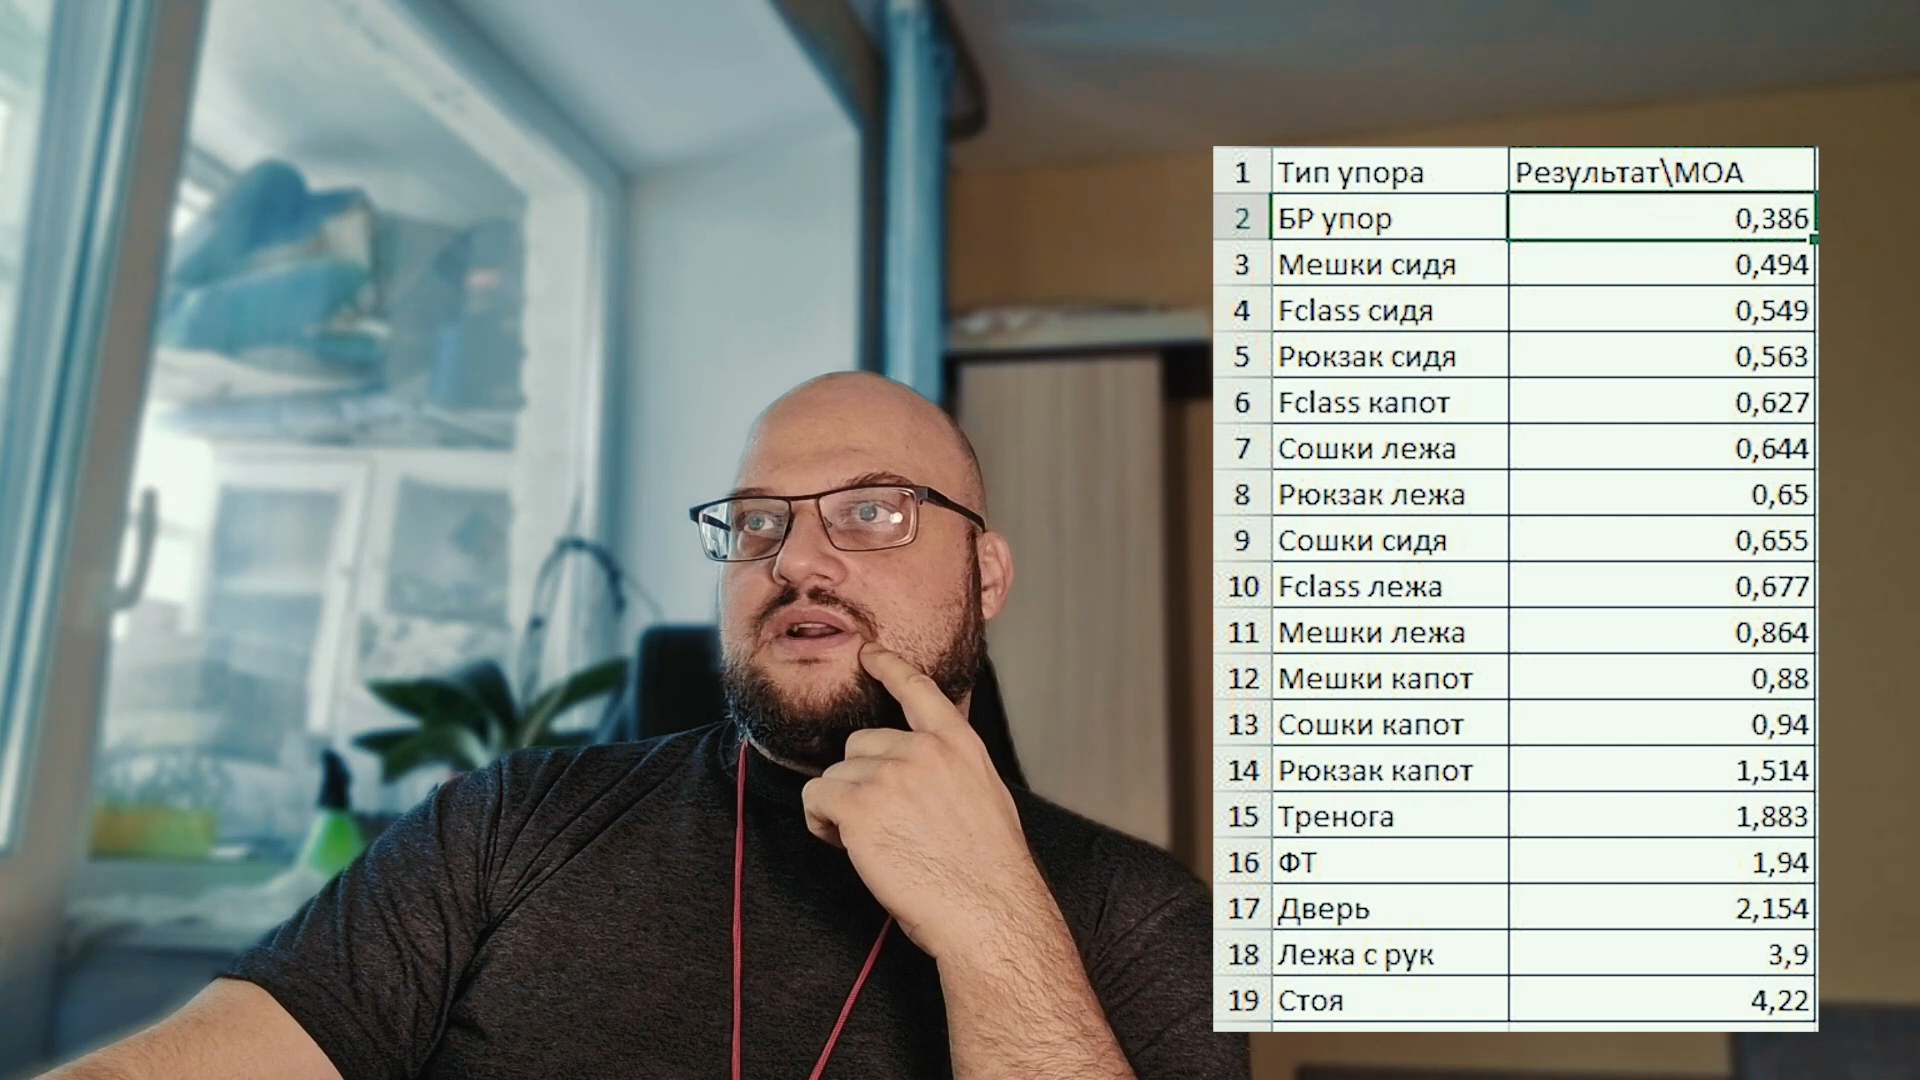 1 Тип упора Результат\МОА
2 БР упор 0,386
3 Мешки сидя 0,494
4 Fclass сидя 0,549
5 Рюкзак сидя 0,563
6 Fclass капот 0,627
7 Сошки лежа 0,644
8 Рюкзак лежа 0,65
9 Сошки сидя 0,655
10 Fclass лежа 0,677
11 Мешки лежа 0,864
12 Мешки капот 0,88
13 Сошки капот 0,94
14 Рюкзак капот 1,514
15 Тренога 1,883
16 ФТ 1,94
17 Дверь 2,154
18 Лежа с рук 3,9
19 Стоя 4,22